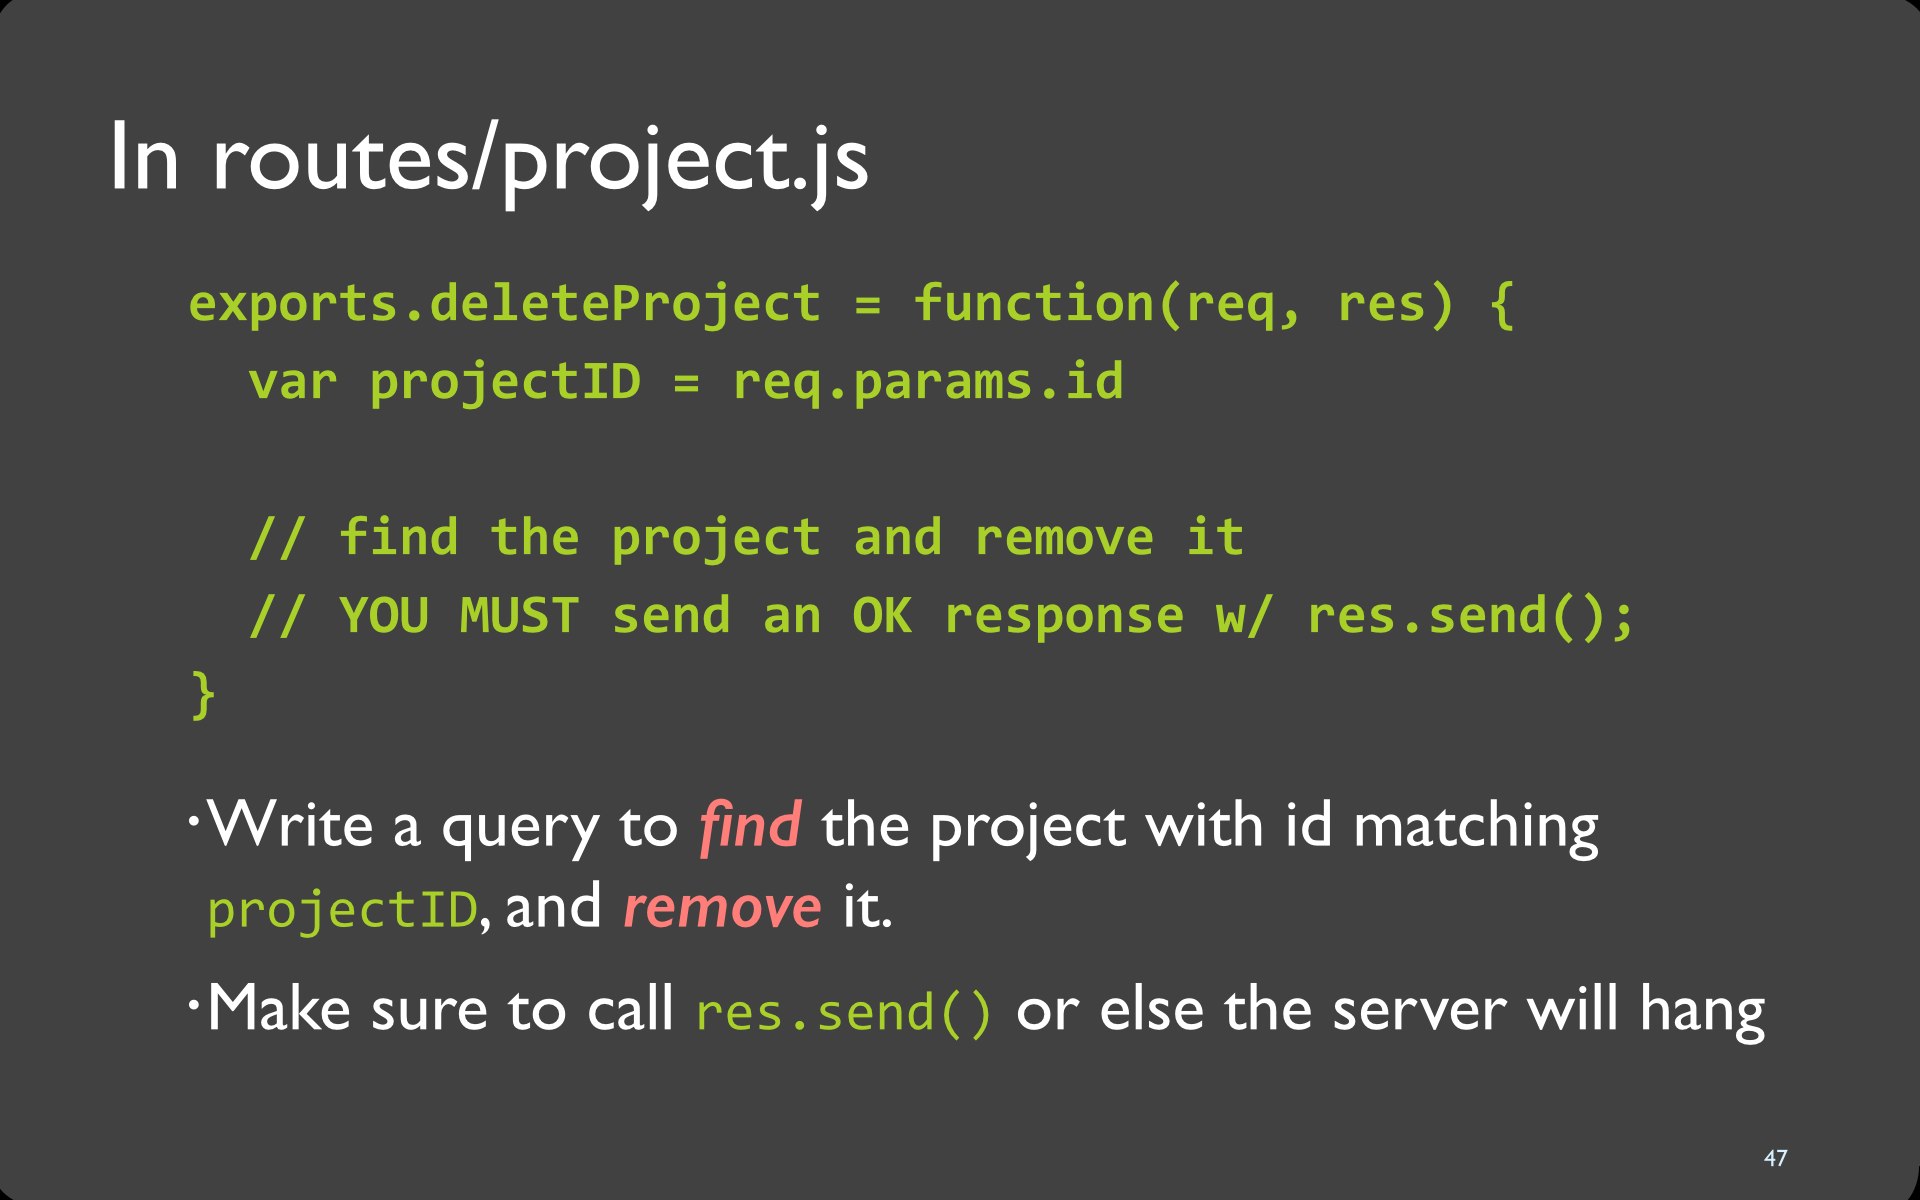 In routes/project.js
exports.deleteProject = function(req, res) {
  var projectID = req.params.id
  // find the project and remove it
  // YOU MUST send an OK response w/ res.send();
}
•Write a query to find the project with id matching
projectID, and remove it.
•Make sure to call res.send() or else the server will hang
47